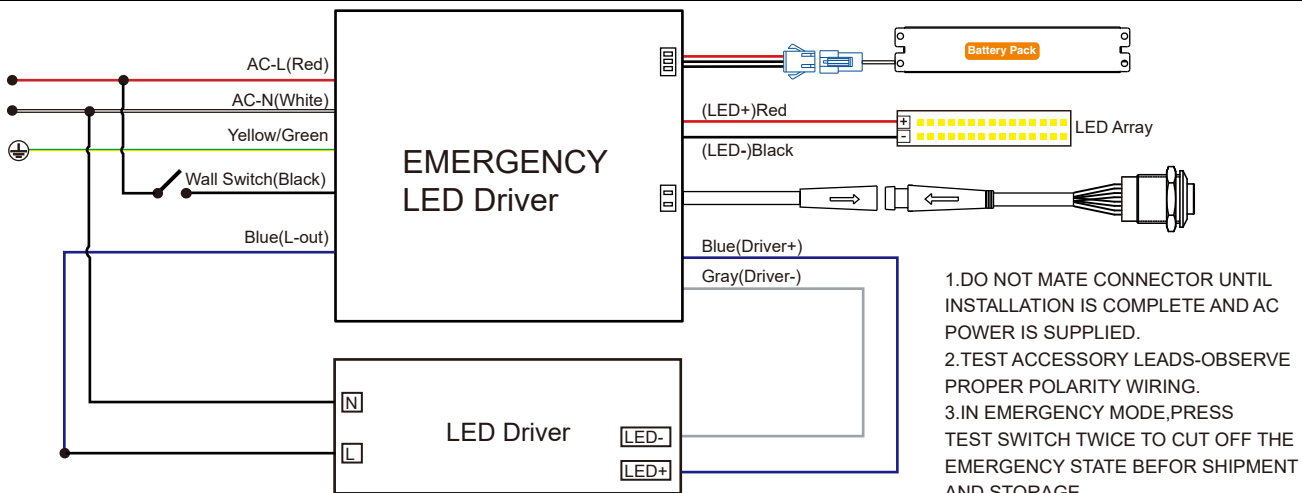 AC-L(Red)
AC-N(White)
Yellow/Green
Wall Switch(Black)
Blue(L-out)
EMERGENCY
LED Driver
Battery Pack
(LED+)Red
+
-
LED Array
(LED-)Black
Blue(Driver+)
Gray(Driver-)
N
L
LED Driver
LED-
LED+
1.DO NOT MATE CONNECTOR UNTIL
INSTALLATION IS COMPLETE AND AC
POWER IS SUPPLIED.
2.TEST ACCESSORY LEADS-OBSERVE
PROPER POLARITY WIRING.
3.IN EMERGENCY MODE,PRESS
TEST SWITCH TWICE TO CUT OFF THE
EMERGENCY STATE BEFOR SHIPMENT
AND STORAGE